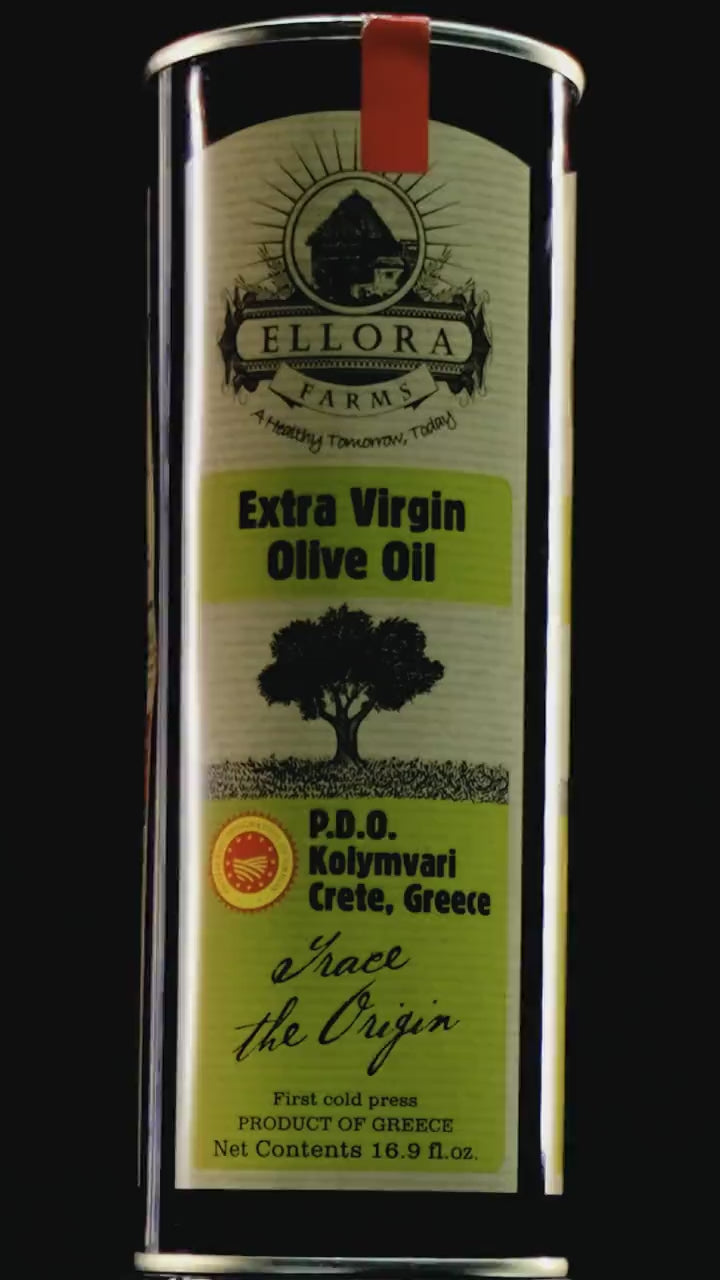 ELLORA
FARMS
A Healthy Tomorrow, Today
Extra Virgin
Olive Oil
P.D.O.
Kolymvari
Crete, Greece
Trace
the Origin
First cold press
PRODUCT OF GREECE
Net Contents 16.9 fl.oz.